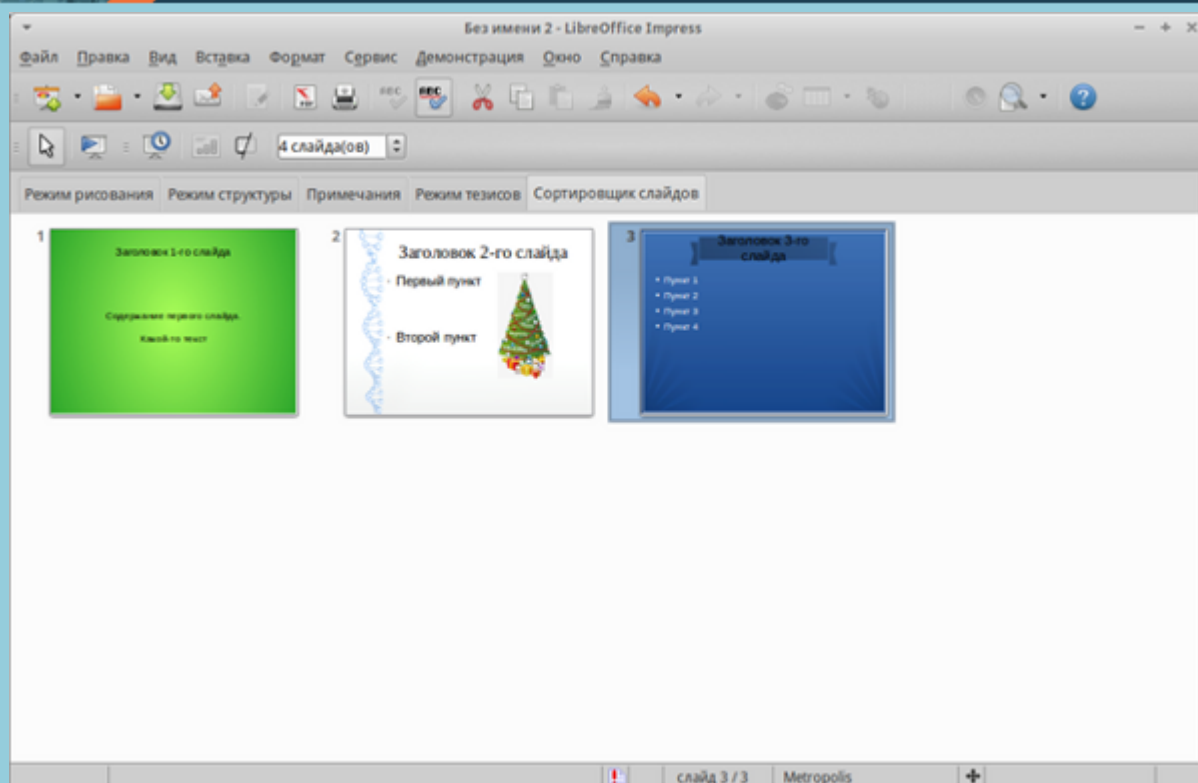 Без имени 2 - LibreOffice Impress
Файл Правка Вид Вставка Формат Сервис Демонстрация Окно Справка
PDF ABC ABC
4 слайда(ов)
Режим рисования Режим структуры Примечания Режим тезисов Сортировщик слайдов
1
Заголовок 1-го слайда
Содержание первого слайда.
Какой-то текст
2
Заголовок 2-го слайда
Первый пункт
Второй пункт
3
Заголовок 3-го
слайда
• Пункт 1
• Пункт 2
• Пункт 3
• Пункт 4
слайд 3 / 3 Metropolis